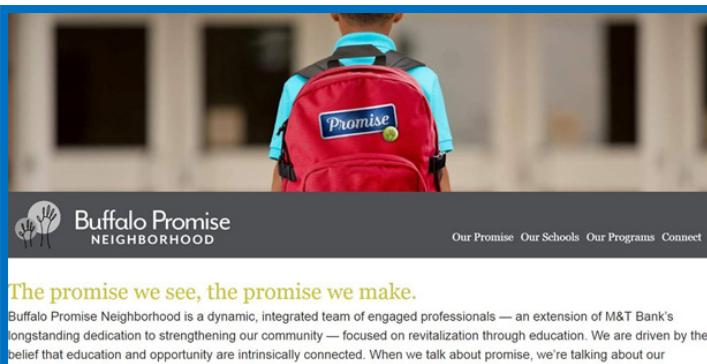 Promise
Buffalo Promise
NEIGHBORHOOD
Our Promise Our Schools Our Programs Connect
The promise we see, the promise we make.
Buffalo Promise Neighborhood is a dynamic, integrated team of engaged professionals — an extension of M&T Bank's
longstanding dedication to strengthening our community — focused on revitalization through education. We are driven by the
belief that education and opportunity are intrinsically connected. When we talk about promise, we're talking about our